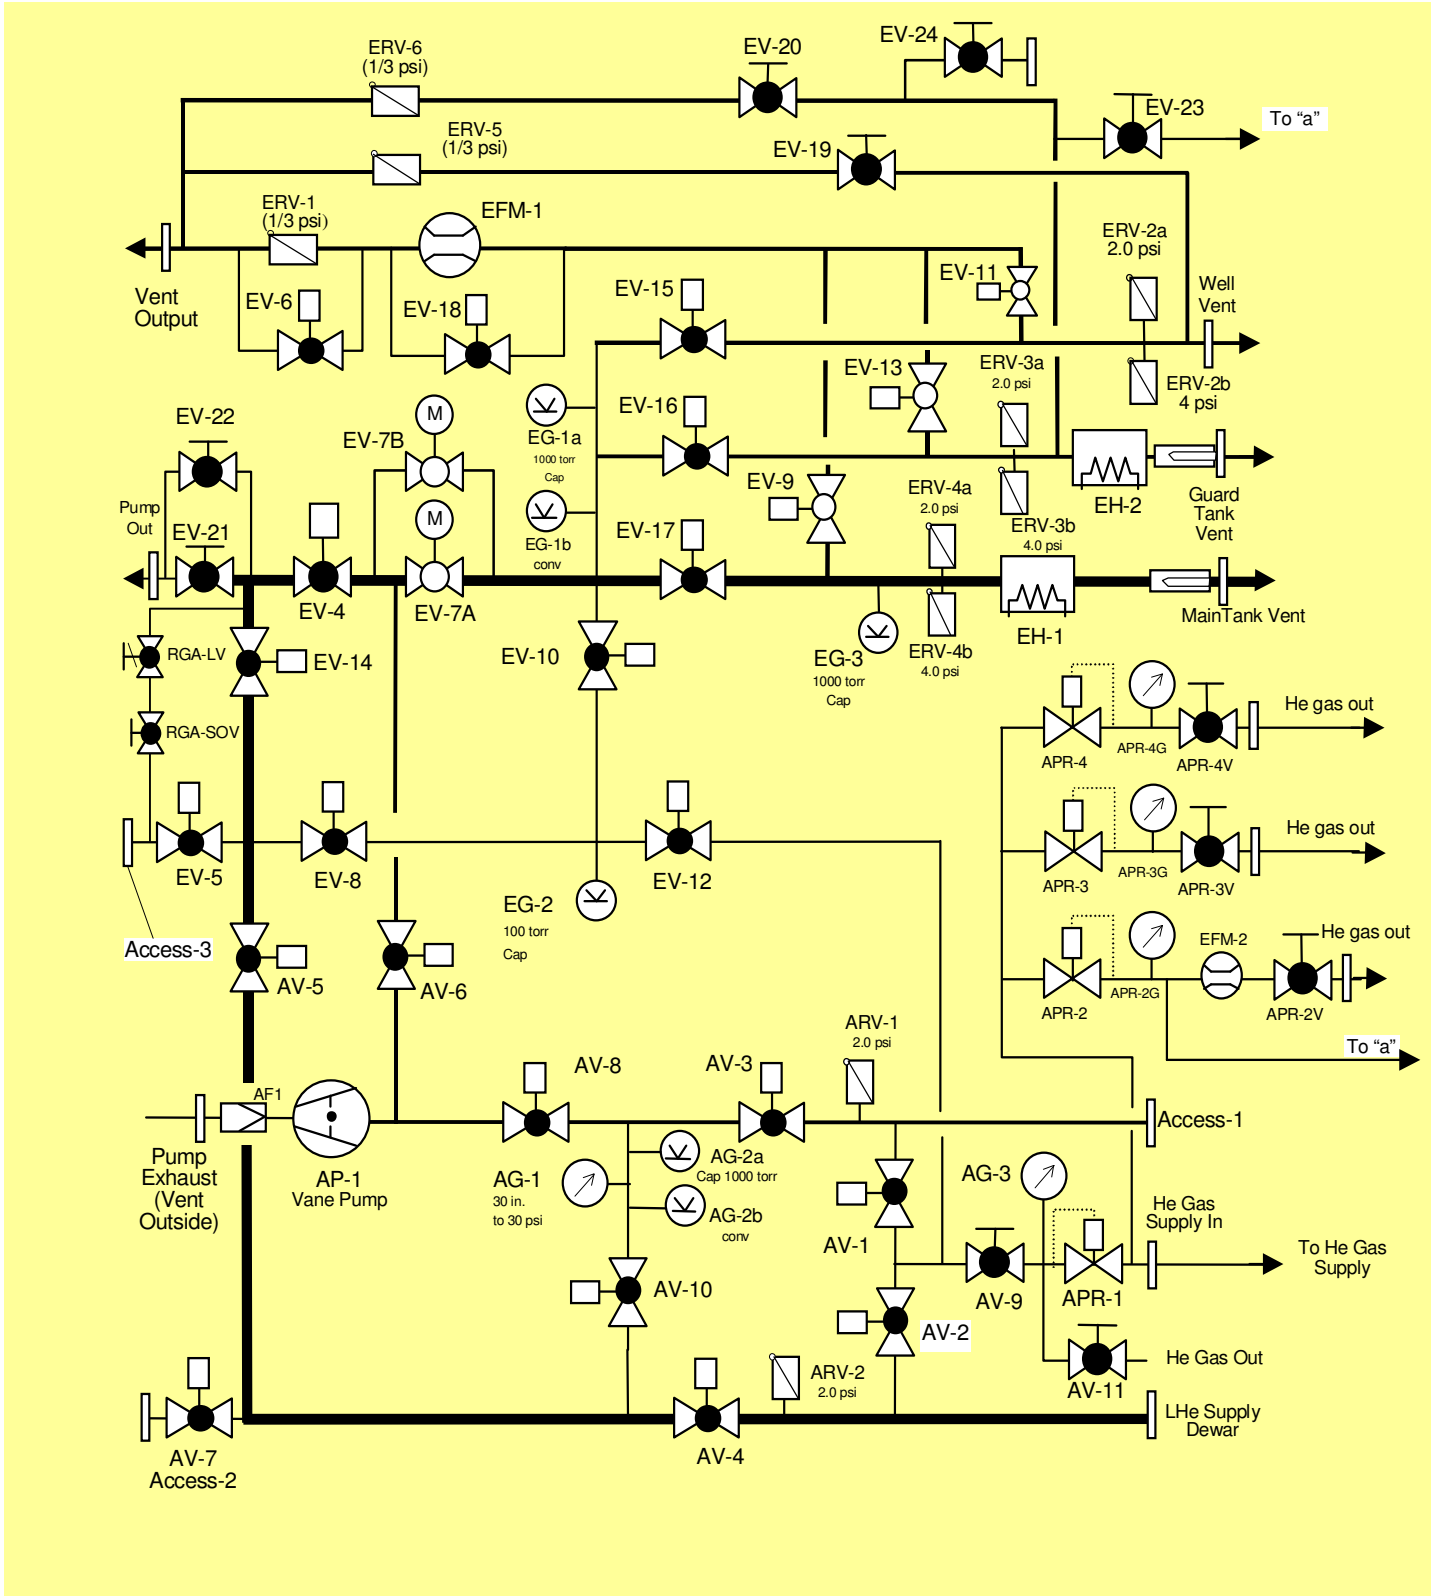 EV-24
ERV-6
(1/3 psi)
EV-20
EV-23
To “a”
ERV-5
(1/3 psi)
EV-19
ERV-1
(1/3 psi)
EFM-1
ERV-2a
2.0 psi
EV-11
Well
Vent
Vent
Output
EV-6
EV-18
EV-15
EV-13
ERV-3a
2.0 psi
ERV-2b
4 psi
EV-22
EV-7B
M
EG-1a
1000 torr
Cap
EV-16
EV-9
ERV-4a
2.0 psi
EH-2
Guard
Tank
Vent
Pump
Out
EV-21
M
EG-1b
conv
EV-17
ERV-3b
4.0 psi
EV-4
EV-7A
EH-1
MainTank Vent
RGA-LV
EV-14
EV-10
EG-3
1000 torr
Cap
ERV-4b
4.0 psi
RGA-SOV
He gas out
APR-4
APR-4G
APR-4V
He gas out
EV-5
EV-8
EV-12
APR-3
APR-3G
APR-3V
EG-2
100 torr
Cap
Access-3
AV-5
AV-6
EFM-2
He gas out
APR-2
APR-2G
APR-2V
To “a”
ARV-1
2.0 psi
AV-8
AV-3
AF1
Access-1
Pump
Exhaust
(Vent
Outside)
AP-1
Vane Pump
AG-1
30 in.
to 30 psi
AG-2a
Cap 1000 torr
AG-2b
conv
AG-3
AV-1
He Gas
Supply In
To He Gas
Supply
AV-10
AV-9
APR-1
AV-2
He Gas Out
AV-11
ARV-2
2.0 psi
LHe Supply
Dewar
AV-7
Access-2
AV-4